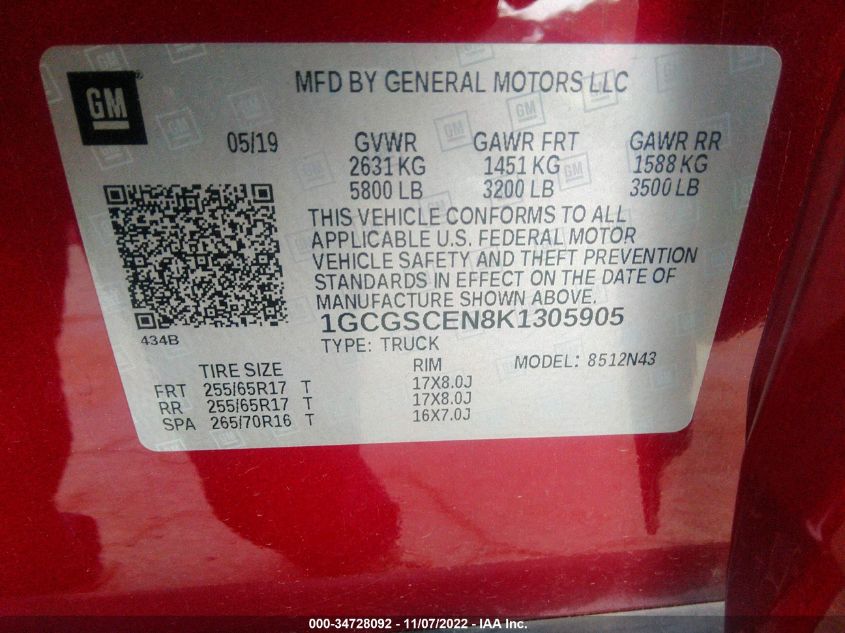 GM
MFD BY GENERAL MOTORS LLC
05/19 GVWR GAWR FRT GAWR RR
2631 KG 1451 KG 1588 KG
5800 LB 3200 LB 3500 LB
THIS VEHICLE CONFORMS TO ALL
APPLICABLE U.S. FEDERAL MOTOR
VEHICLE SAFETY AND THEFT PREVENTION
STANDARDS IN EFFECT ON THE DATE OF
MANUFACTURE SHOWN ABOVE.
1GCGSCEN8K1305905
434B TYPE: TRUCK
TIRE SIZE RIM MODEL: 8512N43
FRT 255/65R17 T 17X8.0J
RR 255/65R17 T 17X8.0J
SPA 265/70R16 T 16X7.0J
000-34728092 - 11/07/2022 - IAA Inc.